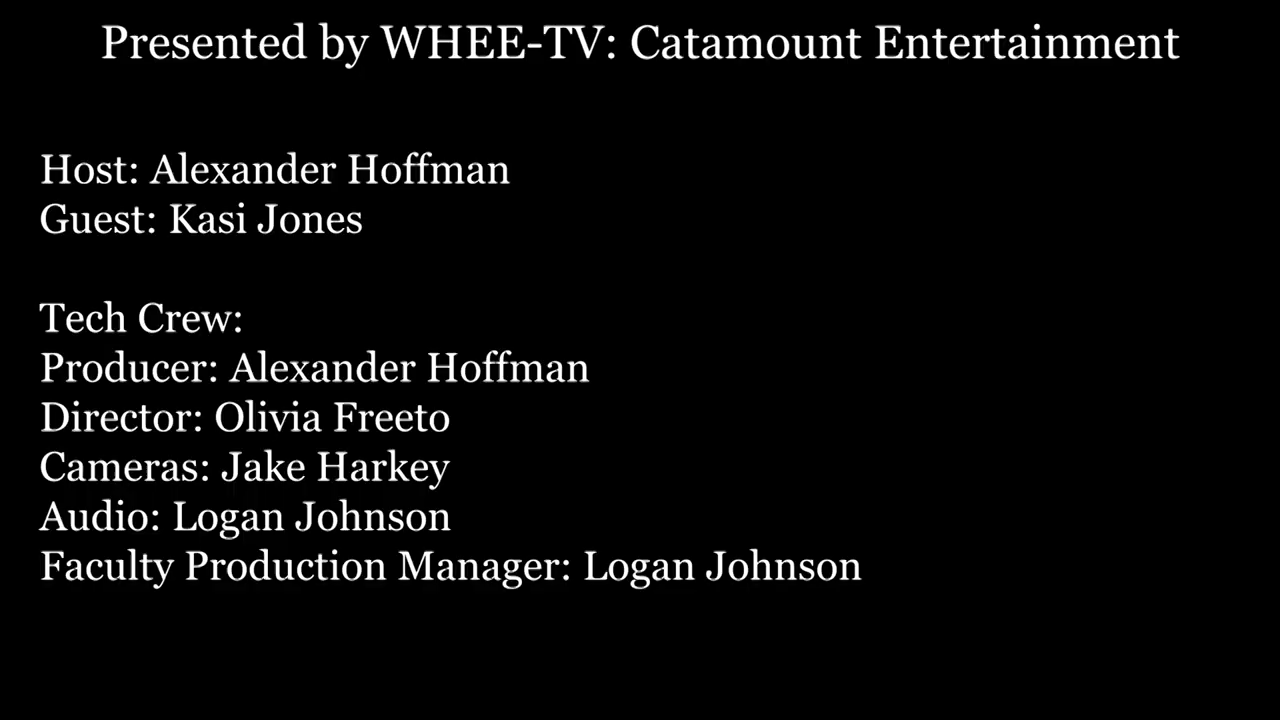 Presented by WHEE-TV: Catamount Entertainment
Host: Alexander Hoffman
Guest: Kasi Jones
Tech Crew:
Producer: Alexander Hoffman
Director: Olivia Freeto
Cameras: Jake Harkey
Audio: Logan Johnson
Faculty Production Manager: Logan Johnson